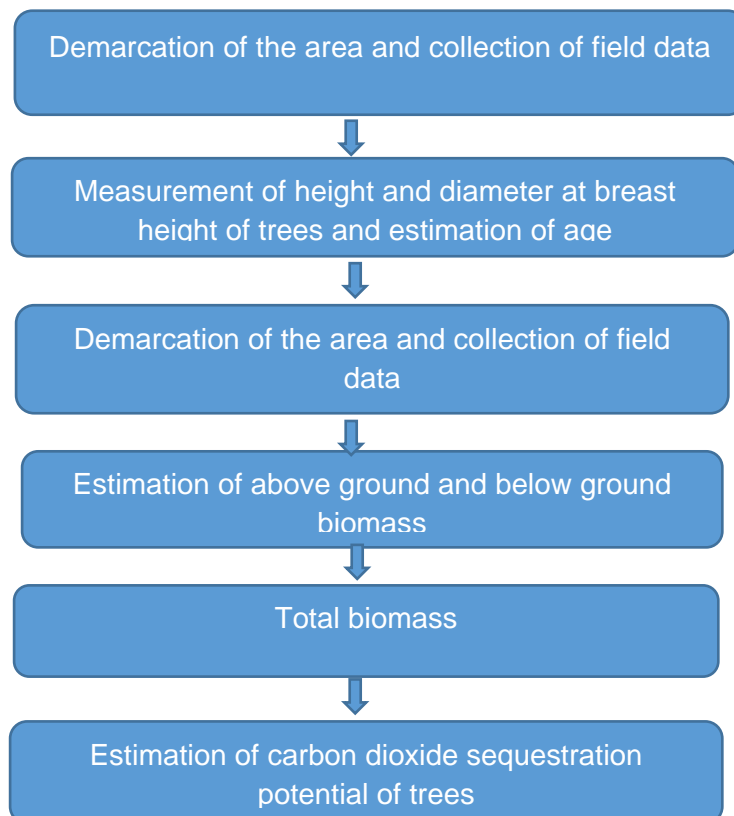 Demarcation of the area and collection of field data
Measurement of height and diameter at breast
height of trees and estimation of age
Demarcation of the area and collection of field
data
Estimation of above ground and below ground
biomass
Total biomass
Estimation of carbon dioxide sequestration
potential of trees